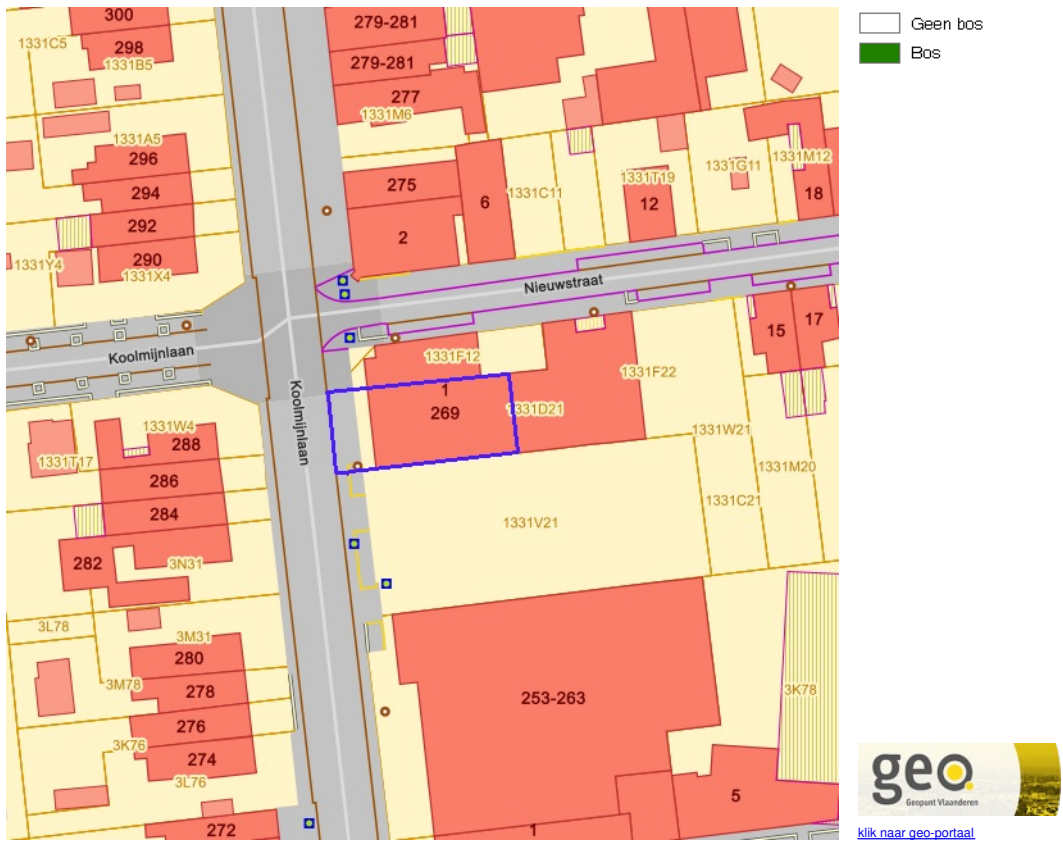 300
279-281
Geen bos
1331C5
298
1331B5
Bos
279-281
277
1331M6
1331A5
296
294
292
290
1331Y4
1331X4
275
2
6
1331C11
1331T19
12
1331G11
1331M12
18
Nieuwstraat
Koolmijnlaan
Koolmijnlaan
1331F12
1
269
1331D21
1331F22
15
17
1331W21
1331M20
1331C21
1331V21
1331W4
288
1331T17
286
284
282
3N31
3L78
3M31
280
3M78
278
276
3K76
274
3L76
272
253-263
3K78
5
1
geo
Geopunt Vlaanderen
klik naar geo-portaal